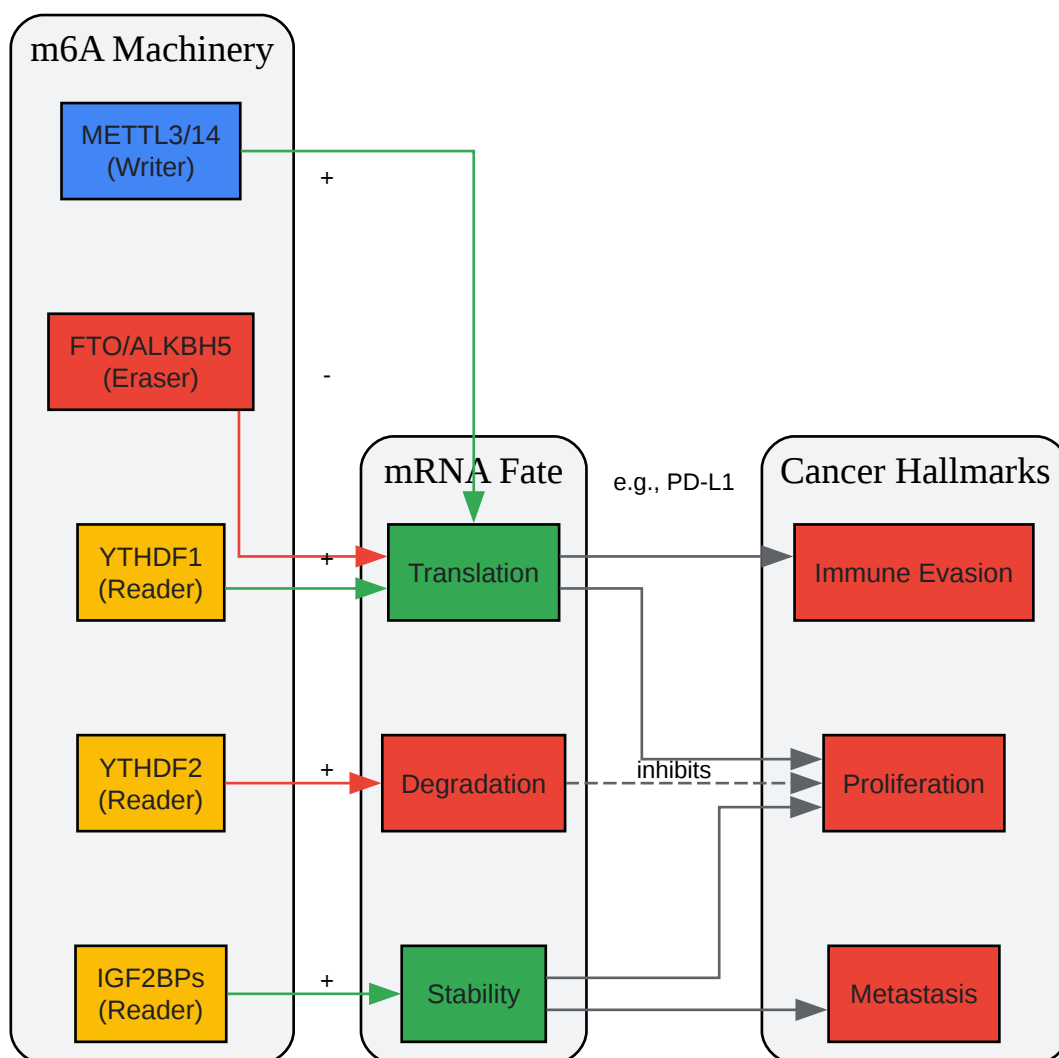 m6A Machinery
METTL3/14
(Writer)
+
FTO/ALKBH5
(Eraser)
-
mRNA Fate
Cancer Hallmarks
e.g., PD-L1
YTHDF1
(Reader)
+
Translation
Immune Evasion
YTHDF2
(Reader)
+
Degradation
inhibits
Proliferation
IGF2BPs
(Reader)
+
Stability
Metastasis